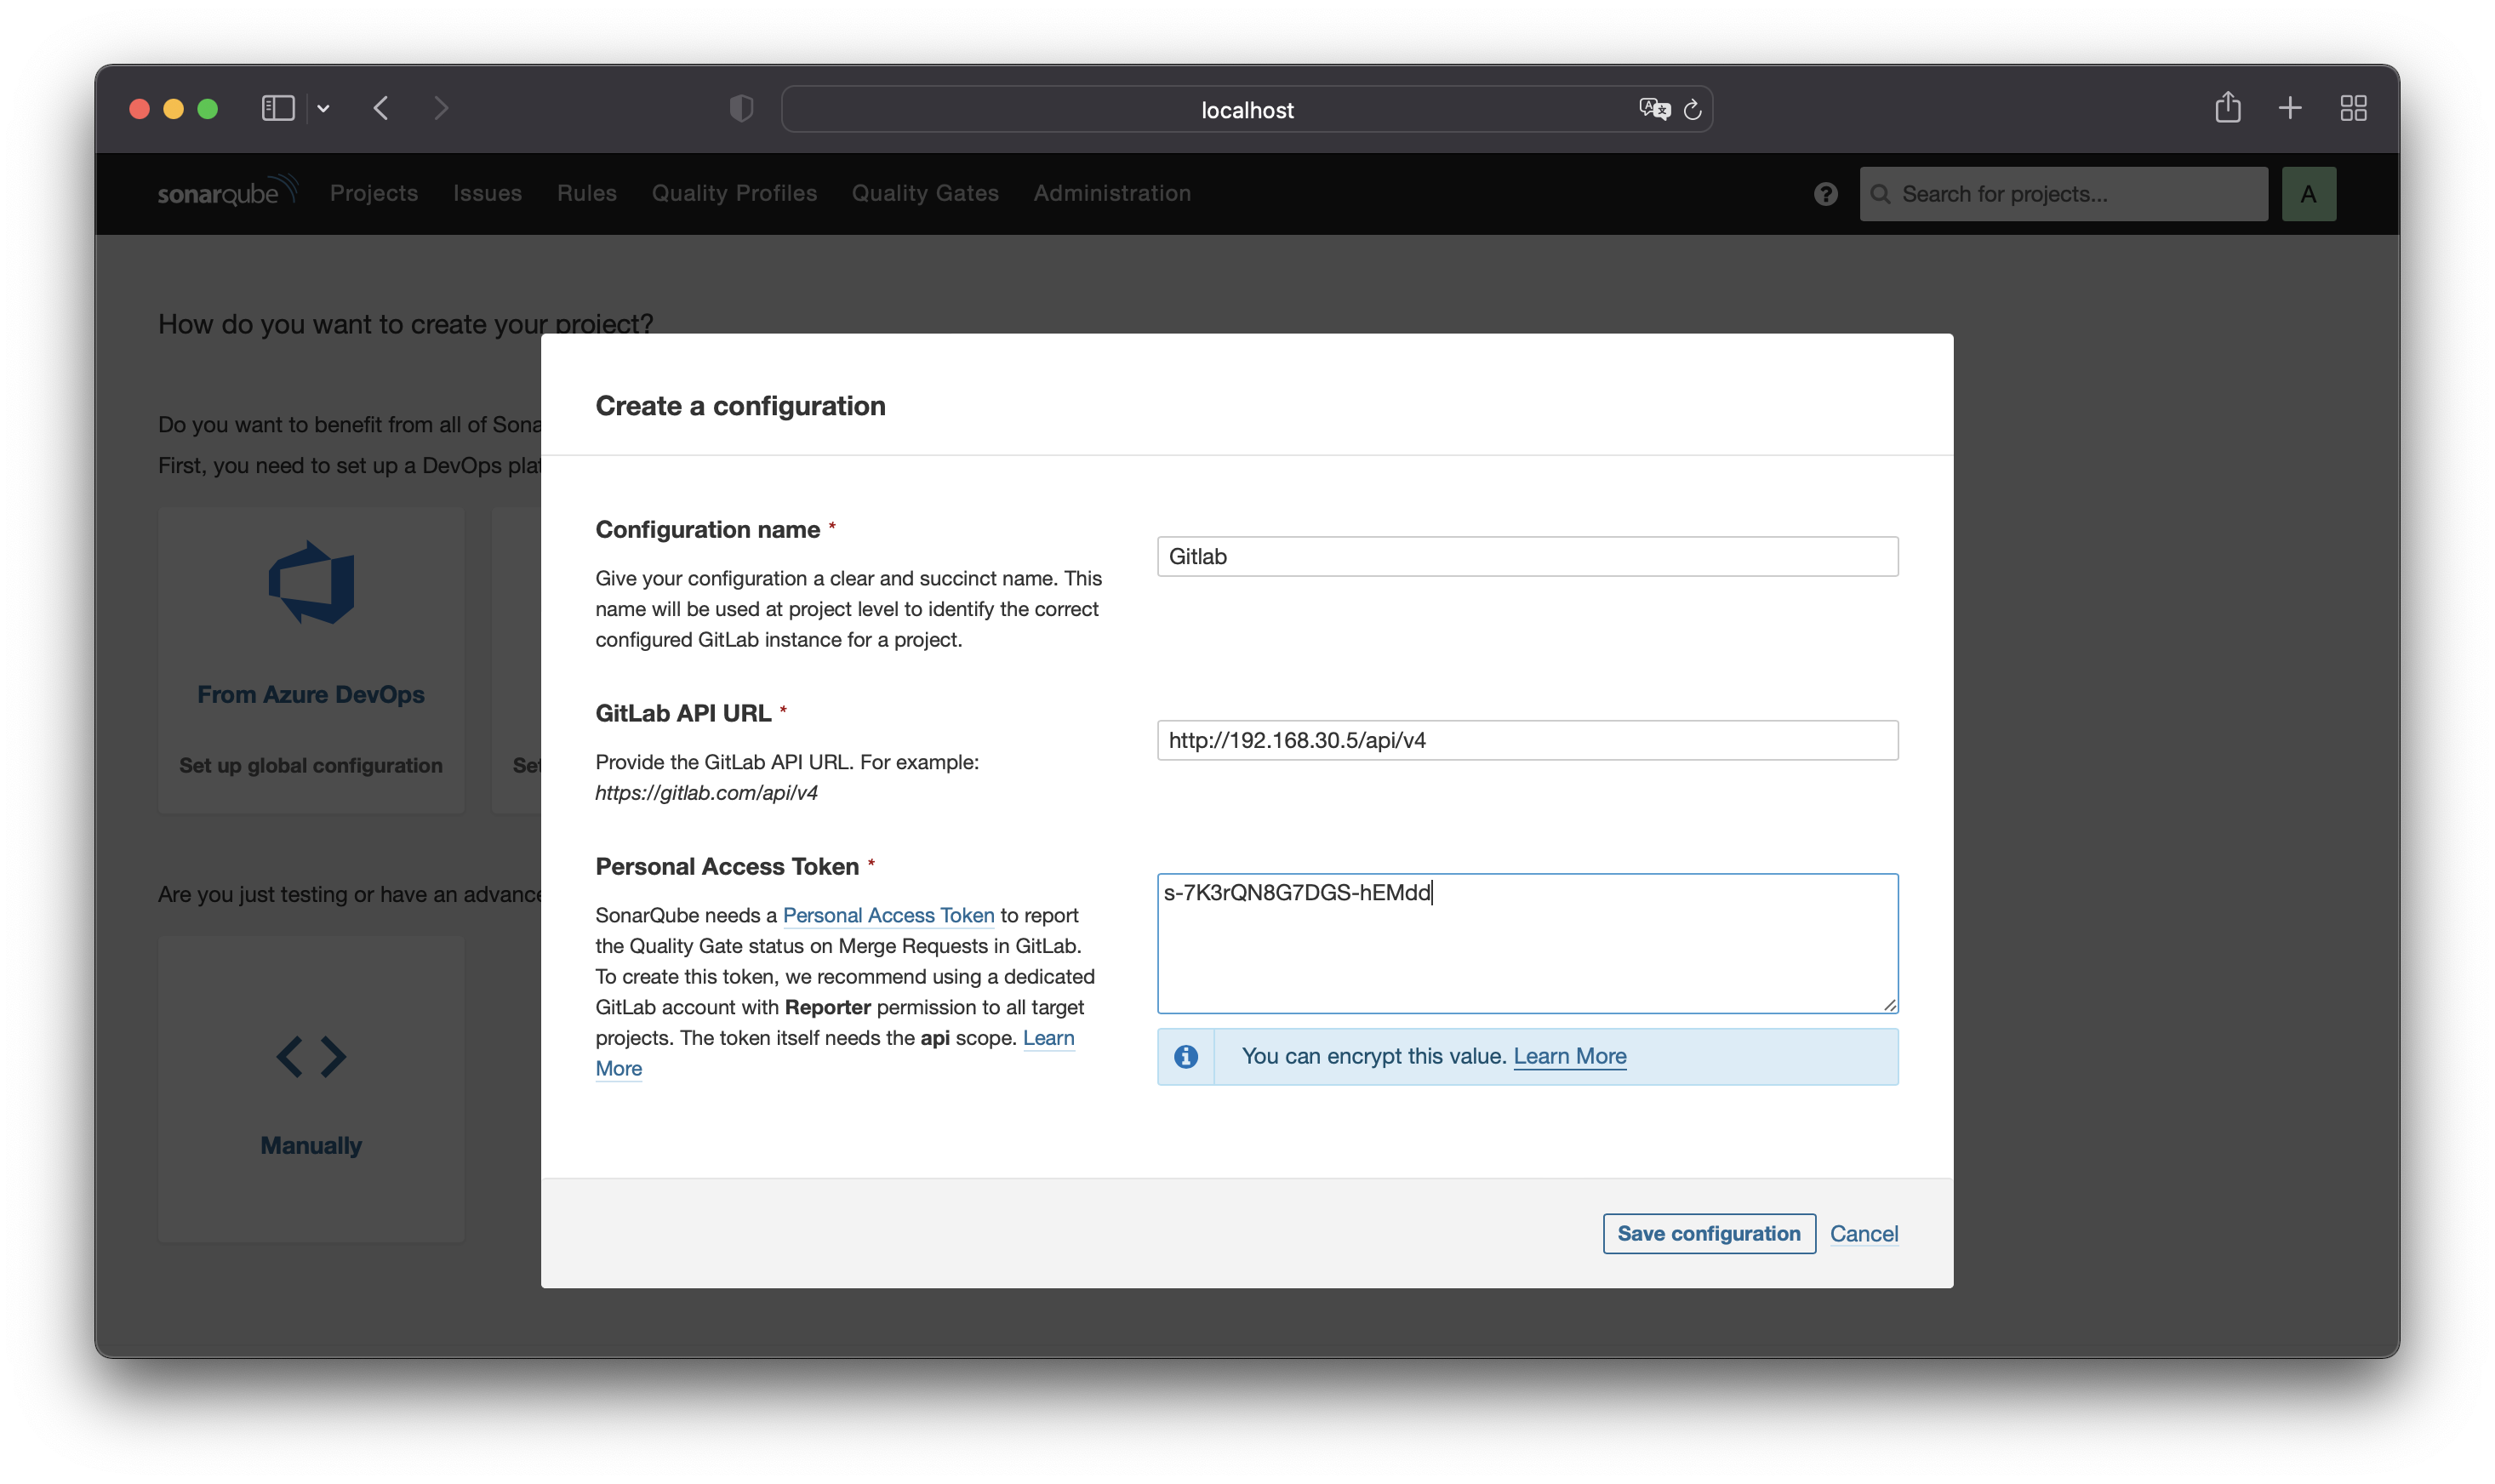 localhost
sonarqube Projects Issues Rules Quality Profiles Quality Gates Administration ? Search for projects... A
How do you want to create your project?
Do you want to benefit from all of Sona
First, you need to set up a DevOps plat
From Azure DevOps
Set up global configuration
Set
Are you just testing or have an advance
Manually
Create a configuration
Configuration name *
Give your configuration a clear and succinct name. This
name will be used at project level to identify the correct
configured GitLab instance for a project.
Gitlab
GitLab API URL *
Provide the GitLab API URL. For example:
https://gitlab.com/api/v4
http://192.168.30.5/api/v4
Personal Access Token *
SonarQube needs a Personal Access Token to report
the Quality Gate status on Merge Requests in GitLab.
To create this token, we recommend using a dedicated
GitLab account with Reporter permission to all target
projects. The token itself needs the api scope. Learn
More
s-7K3rQN8G7DGS-hEMdd
You can encrypt this value. Learn More
Save configuration Cancel